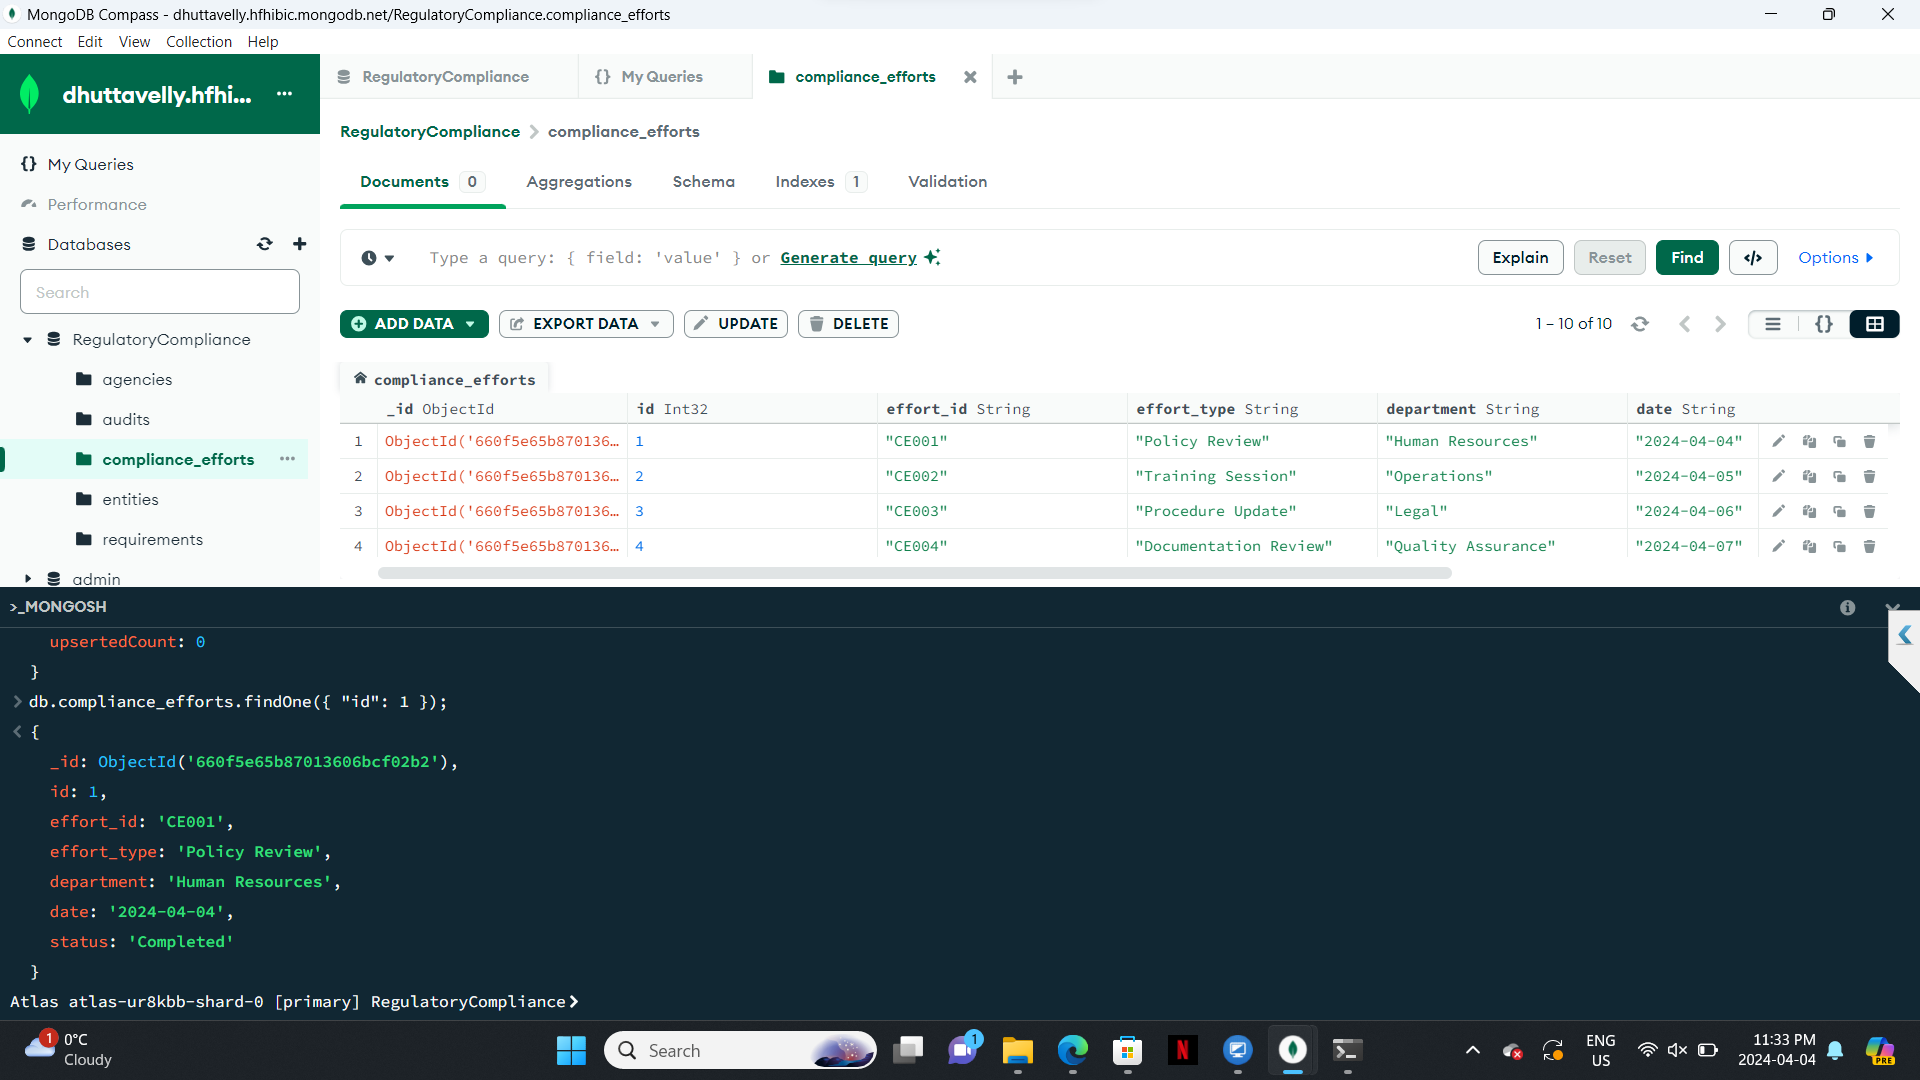 MongoDB Compass - dhuttavelly.hfhibic.mongodb.net/RegulatoryCompliance.compliance_efforts
Connect Edit View Collection Help
dhuttavelly.hfhi... ...
RegulatoryCompliance {} My Queries compliance_efforts
{} My Queries
Performance
Databases
Search
RegulatoryCompliance
agencies
audits
compliance_efforts ...
entities
requirements
admin
RegulatoryCompliance > compliance_efforts
Documents 0 Aggregations Schema Indexes 1 Validation
Type a query: { field: 'value' } or Generate query Explain Reset Find </> Options
ADD DATA EXPORT DATA UPDATE DELETE 1 – 10 of 10 {}
compliance_efforts
_id ObjectId id Int32 effort_id String effort_type String department String date String
1 ObjectId('660f5e65b870136... 1 "CE001" "Policy Review" "Human Resources" "2024-04-04"
2 ObjectId('660f5e65b870136... 2 "CE002" "Training Session" "Operations" "2024-04-05"
3 ObjectId('660f5e65b870136... 3 "CE003" "Procedure Update" "Legal" "2024-04-06"
4 ObjectId('660f5e65b870136... 4 "CE004" "Documentation Review" "Quality Assurance" "2024-04-07"
>_MONGOSH
upsertedCount: 0
}
> db.compliance_efforts.findOne({ "id": 1 });
< {
_id: ObjectId('660f5e65b87013606bcf02b2'),
id: 1,
effort_id: 'CE001',
effort_type: 'Policy Review',
department: 'Human Resources',
date: '2024-04-04',
status: 'Completed'
}
Atlas atlas-ur8kbb-shard-0 [primary] RegulatoryCompliance>
1 0°C
Cloudy
Search
1
N
ENG
US
11:33 PM
2024-04-04
PRE